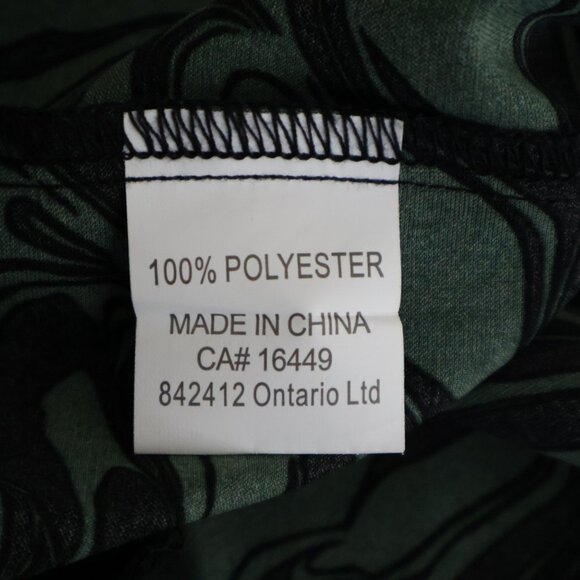 100% POLYESTER
MADE IN CHINA
CA# 16449
842412 Ontario Ltd